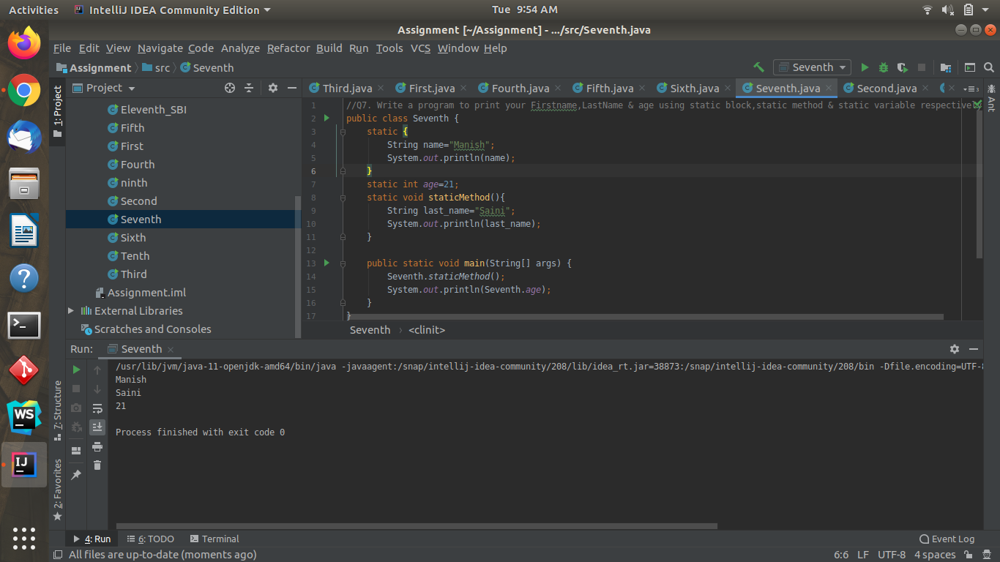 Activities IntelliJ IDEA Community Edition Tue 9:54 AM
Assignment [~/Assignment] - .../src/Seventh.java
File Edit View Navigate Code Analyze Refactor Build Run Tools VCS Window Help
Assignment src Seventh Seventh
1: Project
Project
Third.java First.java Fourth.java Fifth.java Sixth.java Seventh.java Second.java
Ant
Eleventh_SBI
Fifth
First
Fourth
ninth
Second
Seventh
Sixth
Tenth
Third
Assignment.iml
External Libraries
Scratches and Consoles
1 //Q7. Write a program to print your Firstname,LastName & age using static block,static method & static variable respectively
2 public class Seventh {
3 static {
4 String name="Manish";
5 System.out.println(name);
6 }
7 static int age=21;
8 static void staticMethod(){
9 String last_name="Saini";
10 System.out.println(last_name);
11 }
12
13 public static void main(String[] args) {
14 Seventh.staticMethod();
15 System.out.println(Seventh.age);
16 }
17 }
Seventh › <clinit>
Run: Seventh
/usr/lib/jvm/java-11-openjdk-amd64/bin/java -javaagent:/snap/intellij-idea-community/208/lib/idea_rt.jar=38873:/snap/intellij-idea-community/208/bin -Dfile.encoding=UTF-8
Manish
Saini
21
Process finished with exit code 0
7: Structure
2: Favorites
WS
IJ
4: Run 6: TODO Terminal Event Log
All files are up-to-date (moments ago) 6:6 LF UTF-8 4 spaces